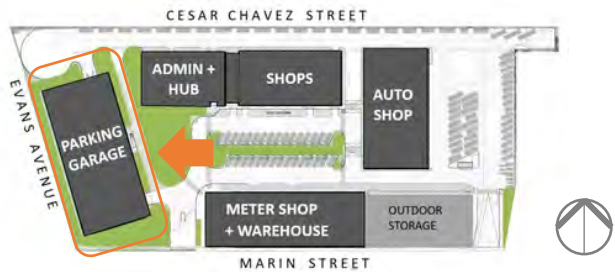 CESAR CHAVEZ STREET
EVANS AVENUE
ADMIN +
HUB
SHOPS
AUTO
SHOP
PARKING
GARAGE
METER SHOP
+ WAREHOUSE
OUTDOOR
STORAGE
MARIN STREET